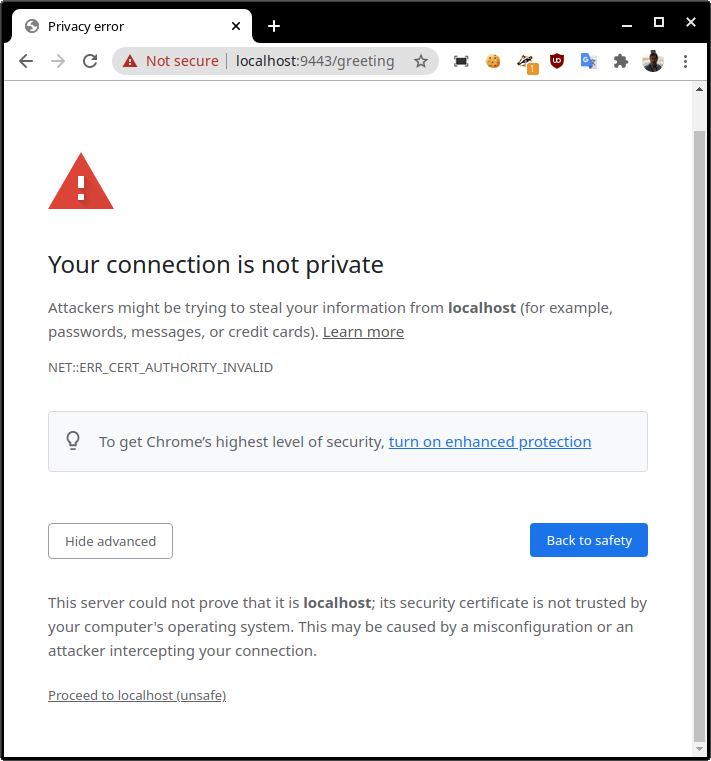 Privacy error
Not secure | localhost:9443/greeting
1
Your connection is not private
Attackers might be trying to steal your information from localhost (for example,
passwords, messages, or credit cards). Learn more
NET::ERR_CERT_AUTHORITY_INVALID
To get Chrome’s highest level of security, turn on enhanced protection
Hide advanced
Back to safety
This server could not prove that it is localhost; its security certificate is not trusted by
your computer's operating system. This may be caused by a misconfiguration or an
attacker intercepting your connection.
Proceed to localhost (unsafe)